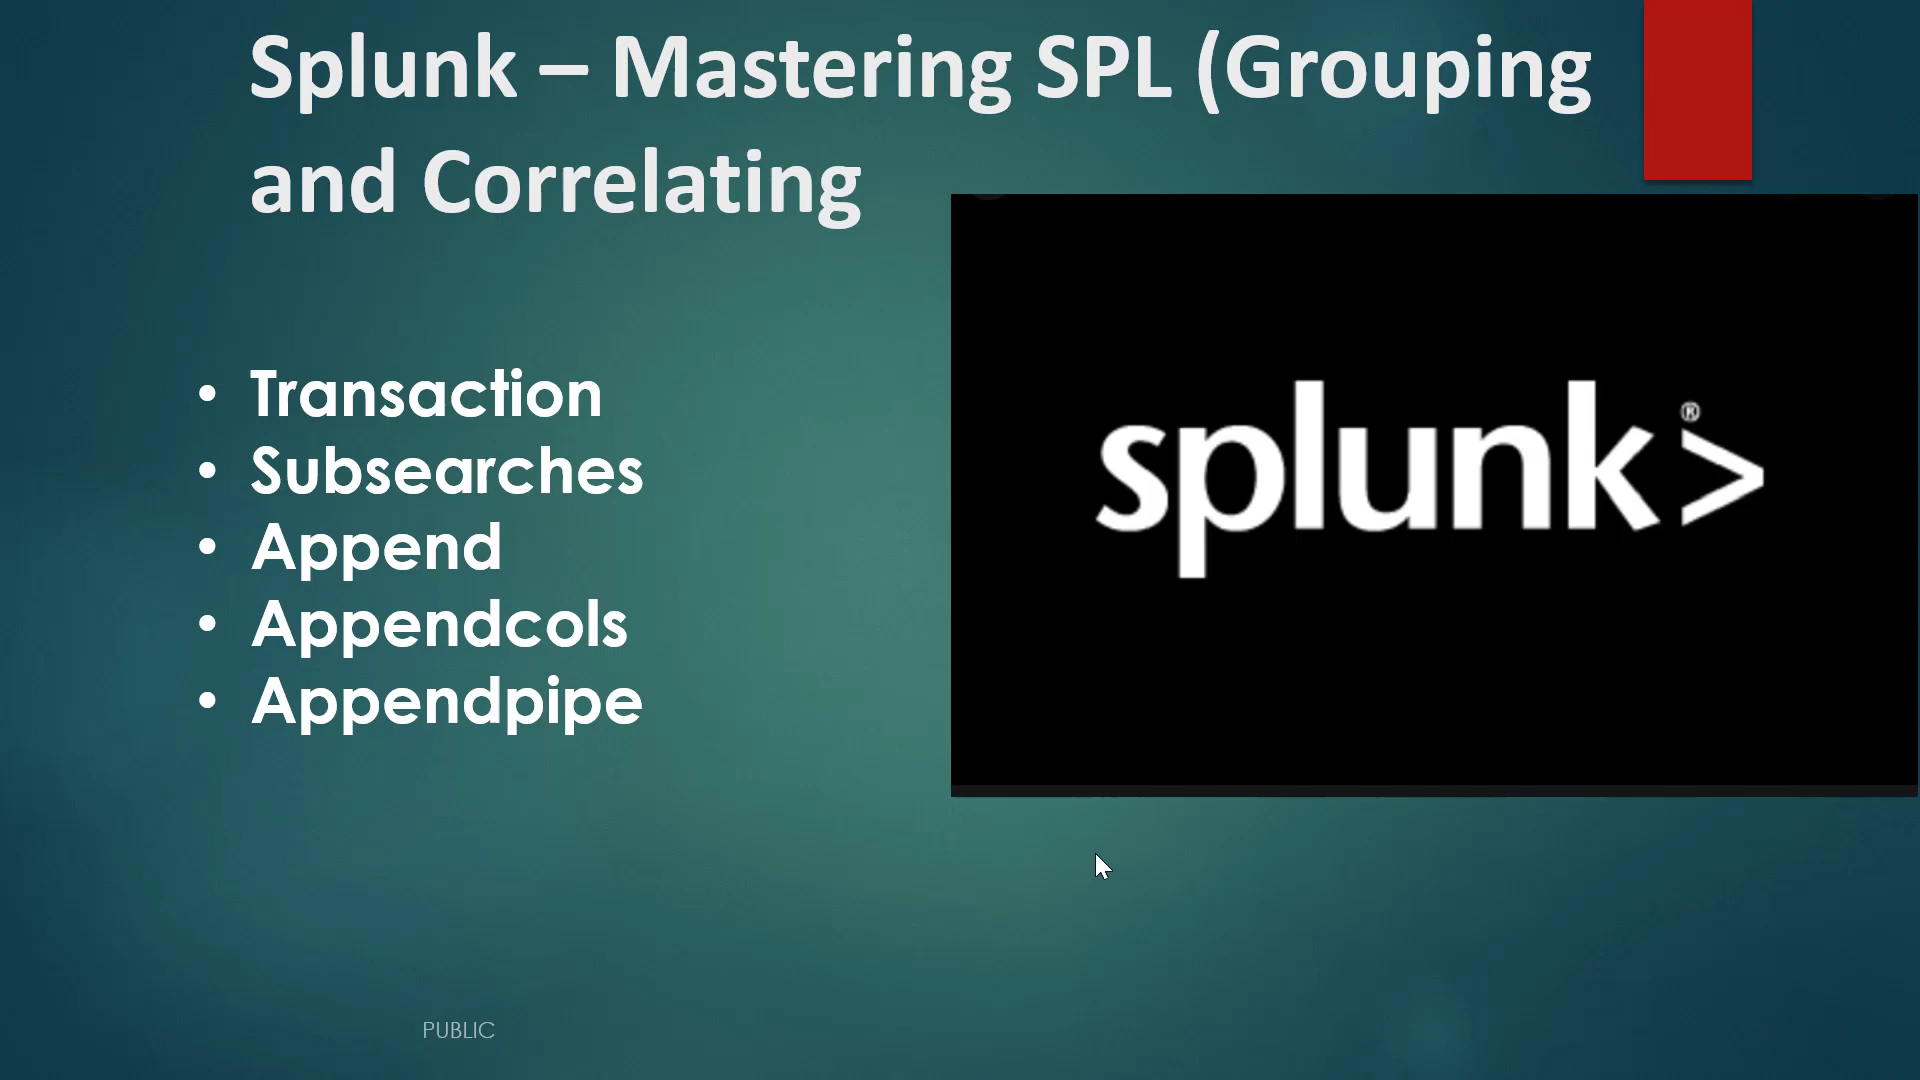 Splunk – Mastering SPL (Grouping
and Correlating
• Transaction
• Subsearches
• Append
• Appendcols
• Appendpipe
splunk>®
PUBLIC